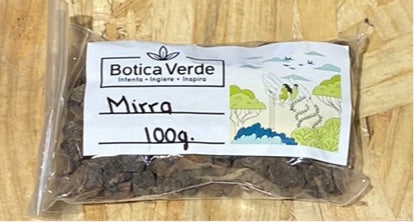 Botica Verde
Intenta • Ingiere • Inspira
Mirra
100g.